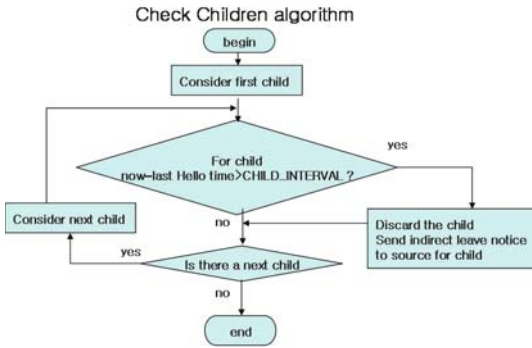 Check Children algorithm
begin
Consider first child
For child
now-last Hello time>CHILD_INTERVAL ?
yes
no
Discard the child
Send indirect leave notice
to source for child
Consider next child
yes
Is there a next child
no
end